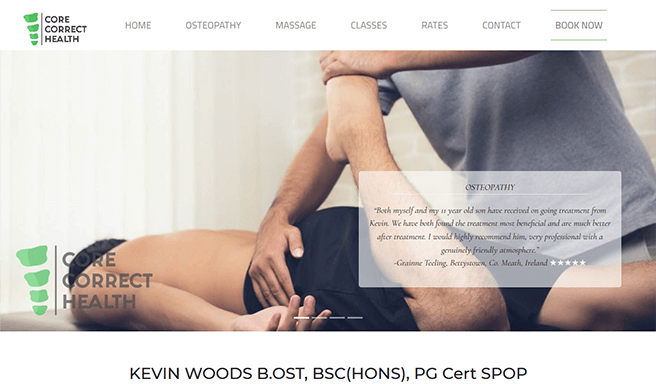 CORE
CORRECT
HEALTH
HOME OSTEOPATHY MASSAGE CLASSES RATES CONTACT BOOK NOW
OSTEOPATHY
"Both myself and my 11 year old son have received on going treatment from
Kevin. We have both found the treatment most beneficial and are much better
after treatment. I would highly recommend him, very professional with a
genuinely friendly atmosphere."
-Grainne Teeling, Bettystown, Co. Meath, Ireland ★★★★★
CORE
CORRECT
HEALTH
KEVIN WOODS B.OST, BSC(HONS), PG Cert SPOP